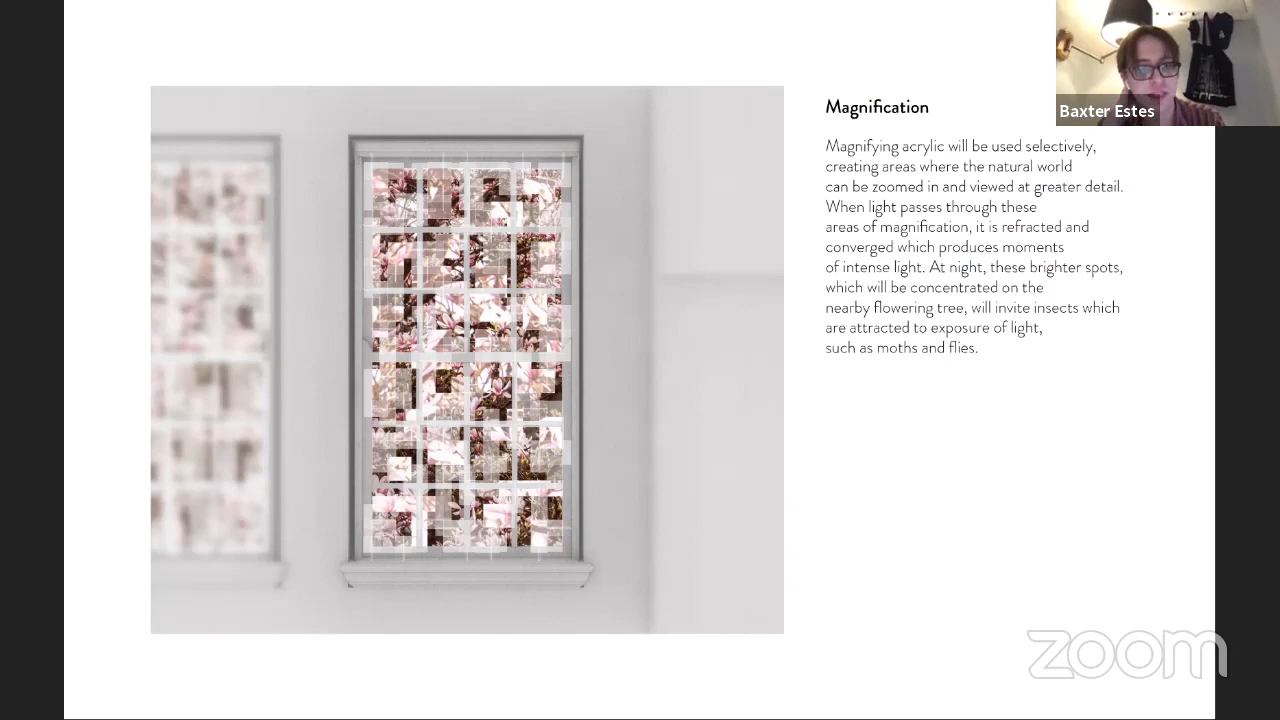 Magnification
Baxter Estes
Magnifying acrylic will be used selectively,
creating areas where the natural world
can be zoomed in and viewed at greater detail.
When light passes through these
areas of magnification, it is refracted and
converged which produces moments
of intense light. At night, these brighter spots,
which will be concentrated on the
nearby flowering tree, will invite insects which
are attracted to exposure of light,
such as moths and flies.
zoom